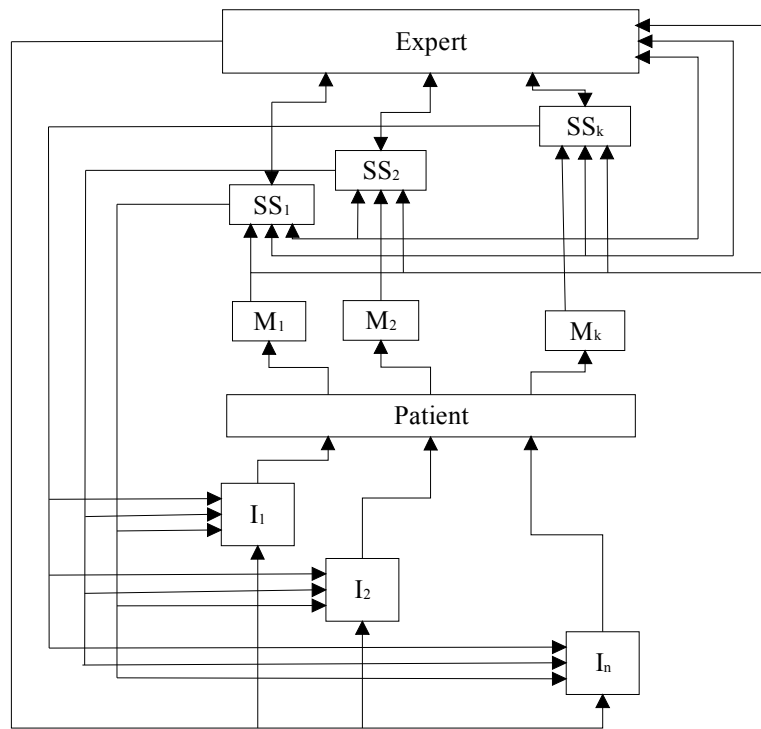 Expert
SSk
SS2
SS1
M1
M2
Mk
Patient
I1
I2
In